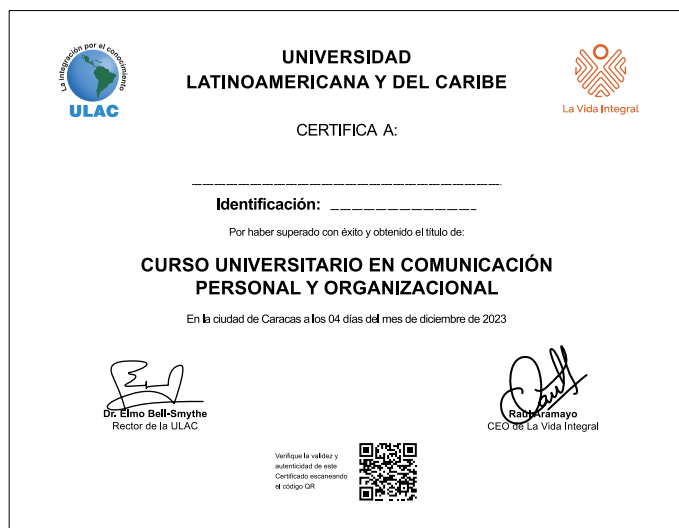 La integración por el conocimiento
ULAC
UNIVERSIDAD
LATINOAMERICANA Y DEL CARIBE
La Vida Integral
CERTIFICA A:
Identificación: ______________
Por haber superado con éxito y obtenido el título de:
CURSO UNIVERSITARIO EN COMUNICACIÓN
PERSONAL Y ORGANIZACIONAL
En la ciudad de Caracas a los 04 días del mes de diciembre de 2023
Dr. Elmo Bell-Smythe
Rector de la ULAC
Raúl Aramayo
CEO de La Vida Integral
Verifique la validez y
autenticidad de este
Certificado escaneando
el código QR